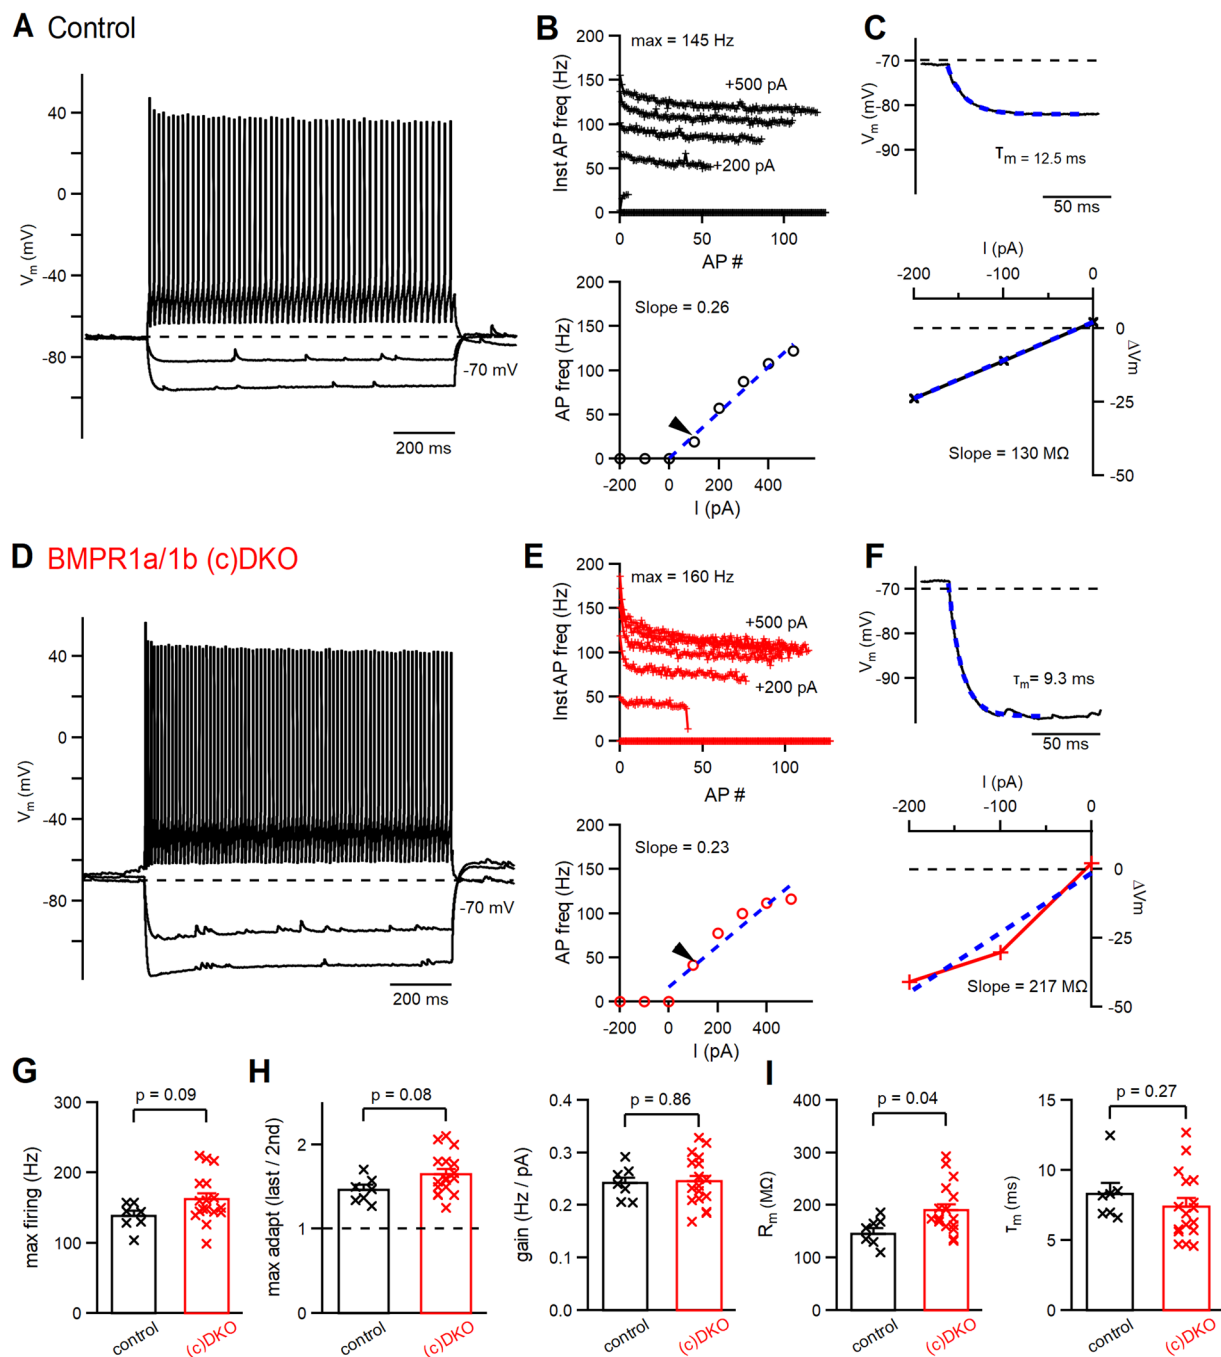 A Control
40
0
-40
-80
Vm (mV)
-70 mV
200 ms
B
max = 145 Hz
200
150
100
50
0
Inst AP freq (Hz)
+500 pA
+200 pA
0 50 100
AP #
200
150
100
50
0
AP freq (Hz)
Slope = 0.26
-200 0 200 400
I (pA)
C
-70
-80
-90
Vm (mV)
Tm = 12.5 ms
50 ms
I (pA)
-200 -100 0
0
-25
-50
ΔVm
Slope = 130 MΩ
D BMPR1a/1b (c)DKO
40
0
-40
-80
Vm (mV)
-70 mV
200 ms
E
max = 160 Hz
200
150
100
50
0
Inst AP freq (Hz)
+500 pA
+200 pA
0 50 100
AP #
200
150
100
50
0
AP freq (Hz)
Slope = 0.23
-200 0 200 400
I (pA)
F
-70
-80
-90
Vm (mV)
τm= 9.3 ms
50 ms
I (pA)
-200 -100 0
0
-25
-50
ΔVm
Slope = 217 MΩ
G
p = 0.09
300
200
100
0
max firing (Hz)
control (c)DKO
H
p = 0.08
2
1
0
max adapt (last / 2nd)
control (c)DKO
p = 0.86
0.4
0.3
0.2
0.1
0.0
gain (Hz / pA)
control (c)DKO
I
p = 0.04
400
300
200
100
0
Rm (MΩ)
control (c)DKO
p = 0.27
15
10
5
0
τm (ms)
control (c)DKO